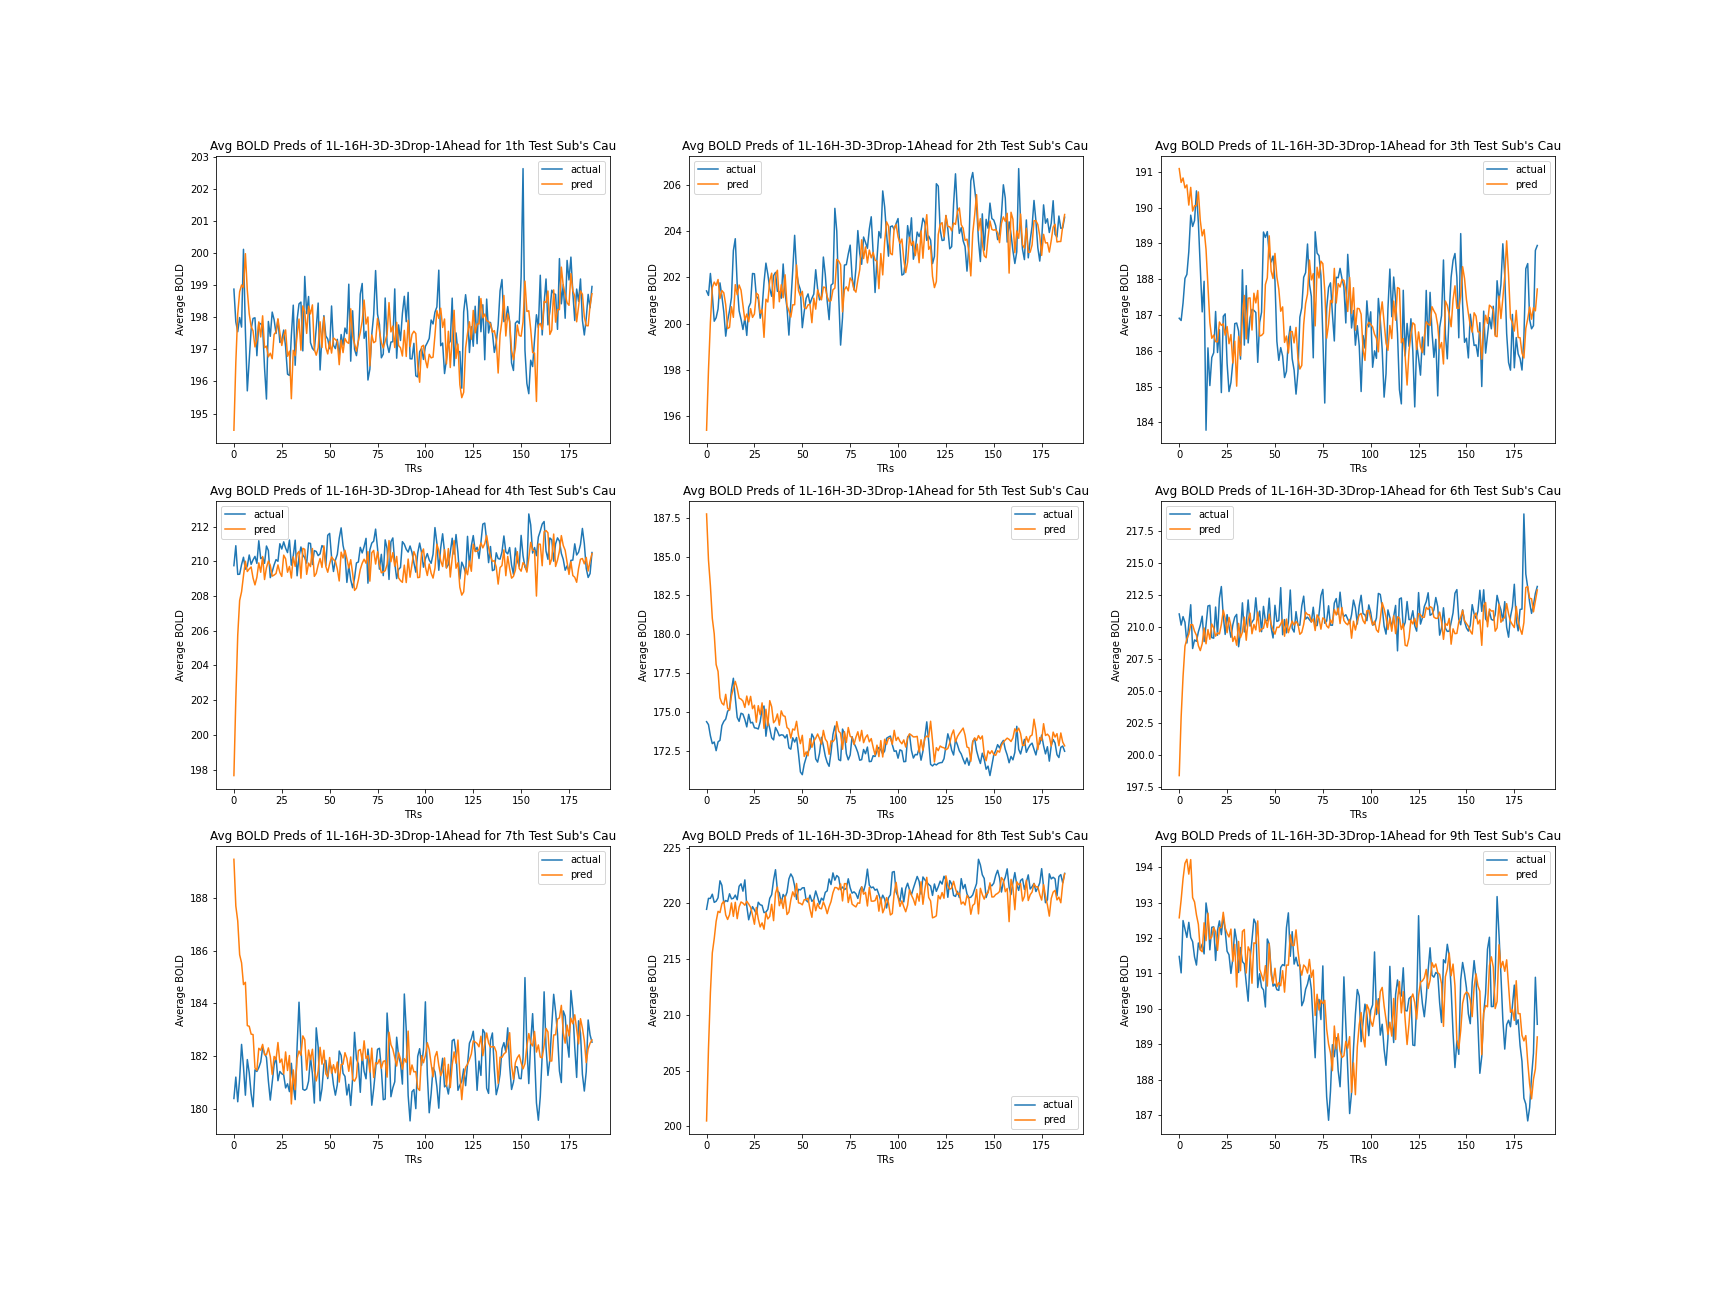 Avg BOLD Preds of 1L-16H-3D-3Drop-1Ahead for 1th Test Sub's Cau
Average BOLD
203
202
201
200
199
198
197
196
195
actual
pred
0 25 50 75 100 125 150 175
TRs
Avg BOLD Preds of 1L-16H-3D-3Drop-1Ahead for 2th Test Sub's Cau
Average BOLD
206
204
202
200
198
196
actual
pred
0 25 50 75 100 125 150 175
TRs
Avg BOLD Preds of 1L-16H-3D-3Drop-1Ahead for 3th Test Sub's Cau
Average BOLD
191
190
189
188
187
186
185
184
actual
pred
0 25 50 75 100 125 150 175
TRs
Avg BOLD Preds of 1L-16H-3D-3Drop-1Ahead for 4th Test Sub's Cau
Average BOLD
212
210
208
206
204
202
200
198
actual
pred
0 25 50 75 100 125 150 175
TRs
Avg BOLD Preds of 1L-16H-3D-3Drop-1Ahead for 5th Test Sub's Cau
Average BOLD
187.5
185.0
182.5
180.0
177.5
175.0
172.5
actual
pred
0 25 50 75 100 125 150 175
TRs
Avg BOLD Preds of 1L-16H-3D-3Drop-1Ahead for 6th Test Sub's Cau
Average BOLD
217.5
215.0
212.5
210.0
207.5
205.0
202.5
200.0
197.5
actual
pred
0 25 50 75 100 125 150 175
TRs
Avg BOLD Preds of 1L-16H-3D-3Drop-1Ahead for 7th Test Sub's Cau
Average BOLD
188
186
184
182
180
actual
pred
0 25 50 75 100 125 150 175
TRs
Avg BOLD Preds of 1L-16H-3D-3Drop-1Ahead for 8th Test Sub's Cau
Average BOLD
225
220
215
210
205
200
actual
pred
0 25 50 75 100 125 150 175
TRs
Avg BOLD Preds of 1L-16H-3D-3Drop-1Ahead for 9th Test Sub's Cau
Average BOLD
194
193
192
191
190
189
188
187
actual
pred
0 25 50 75 100 125 150 175
TRs